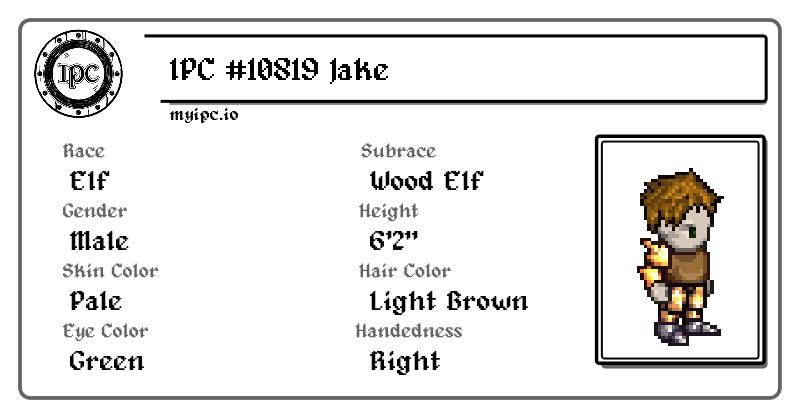 IPC
IPC #10819 Jake
myipc.io
Race
Elf
Subrace
Wood Elf
Gender
Male
Height
6'2"
Skin Color
Pale
Hair Color
Light Brown
Eye Color
Green
Handedness
Right